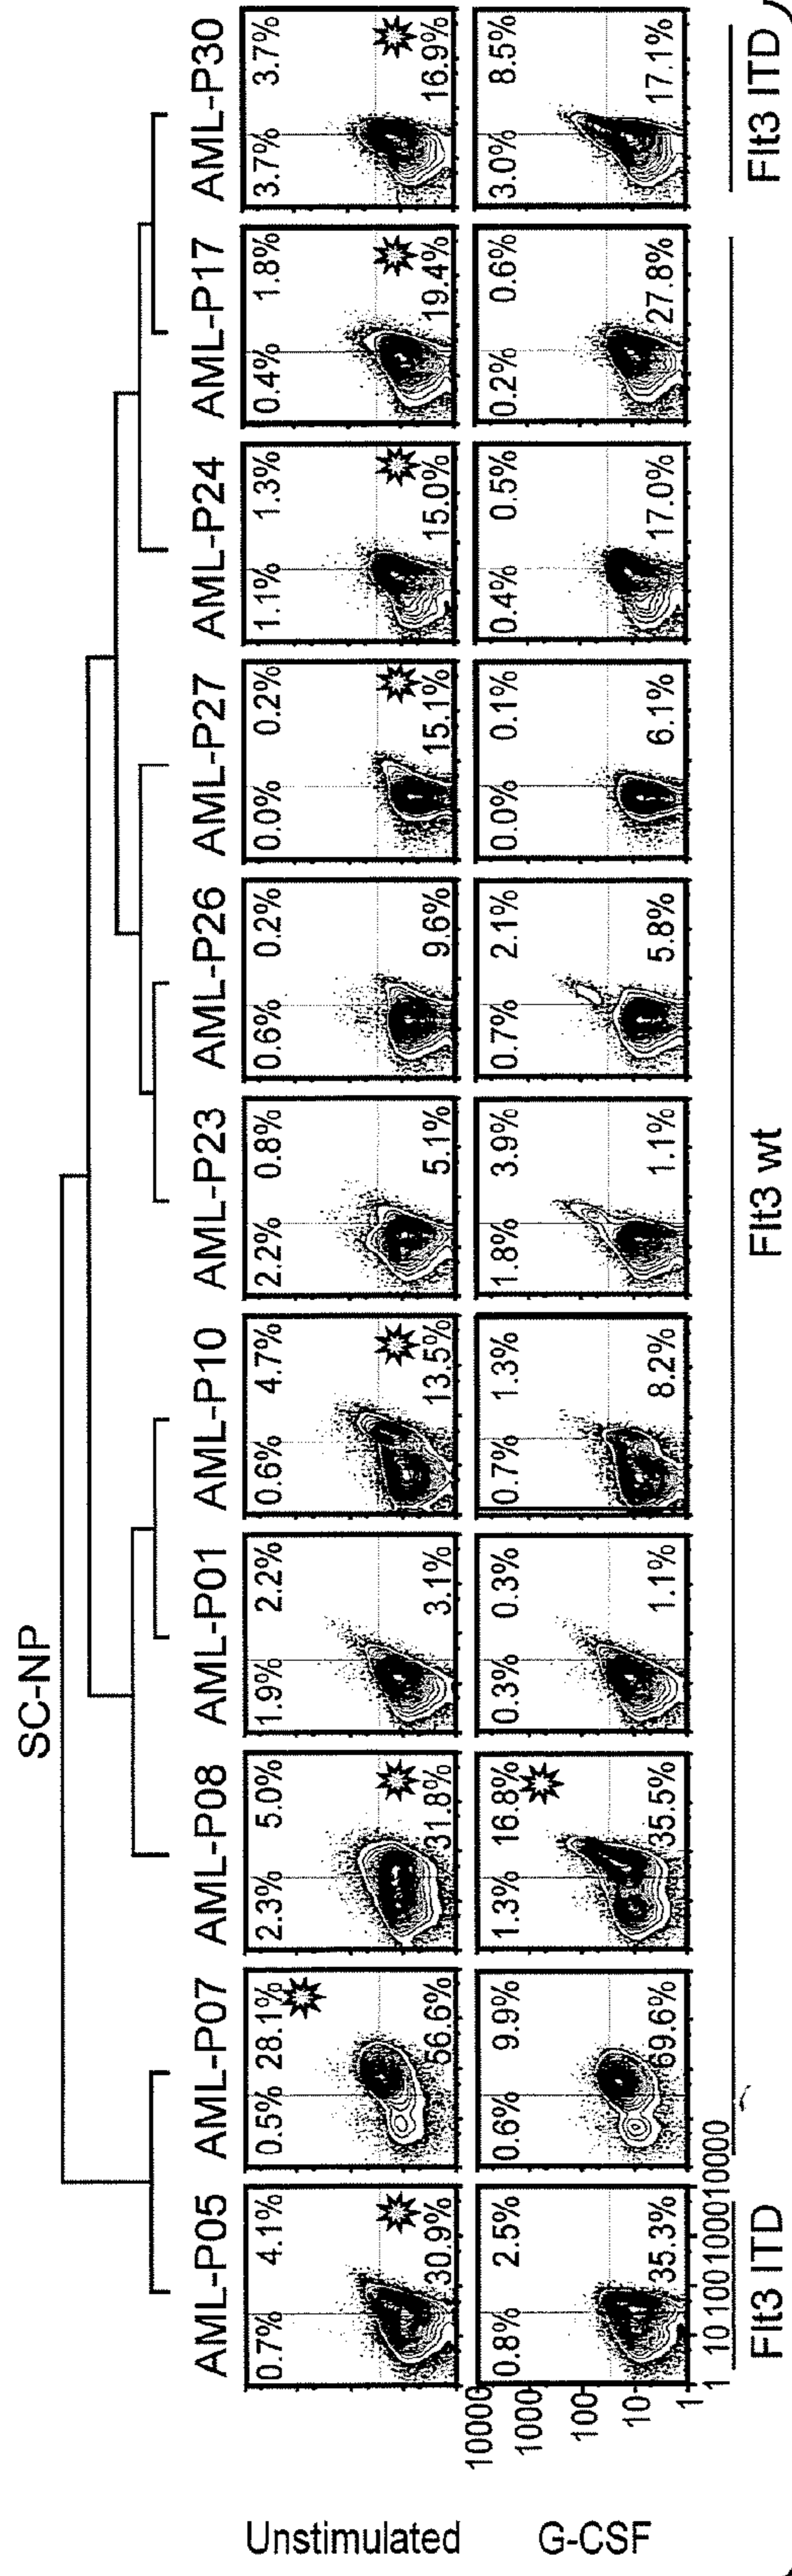 SC-NP
AML-P05 AML-P07 AML-P08 AML-P01 AML-P10 AML-P23 AML-P26 AML-P27 AML-P24 AML-P17 AML-P30
Unstimulated
0.7% 4.1% 0.5% 28.1% 2.3% 5.0% 1.9% 2.2% 0.6% 4.7% 2.2% 0.8% 0.6% 0.2% 0.0% 0.2% 1.1% 1.3% 0.4% 1.8% 3.7% 3.7%
30.9% 56.6% 31.8% 3.1% 13.5% 5.1% 9.6% 15.1% 15.0% 19.4% 16.9%
G-CSF
10000
1000
100
10
1
0.8% 2.5% 0.6% 9.9% 1.3% 16.8% 0.3% 0.3% 0.7% 1.3% 1.8% 3.9% 0.7% 2.1% 0.0% 0.1% 0.4% 0.5% 0.2% 0.6% 3.0% 8.5%
35.3% 69.6% 35.5% 1.1% 8.2% 1.1% 5.8% 6.1% 17.0% 27.8% 17.1%
1 10 100 1000 10000
Flt3 ITD Flt3 wt Flt3 ITD